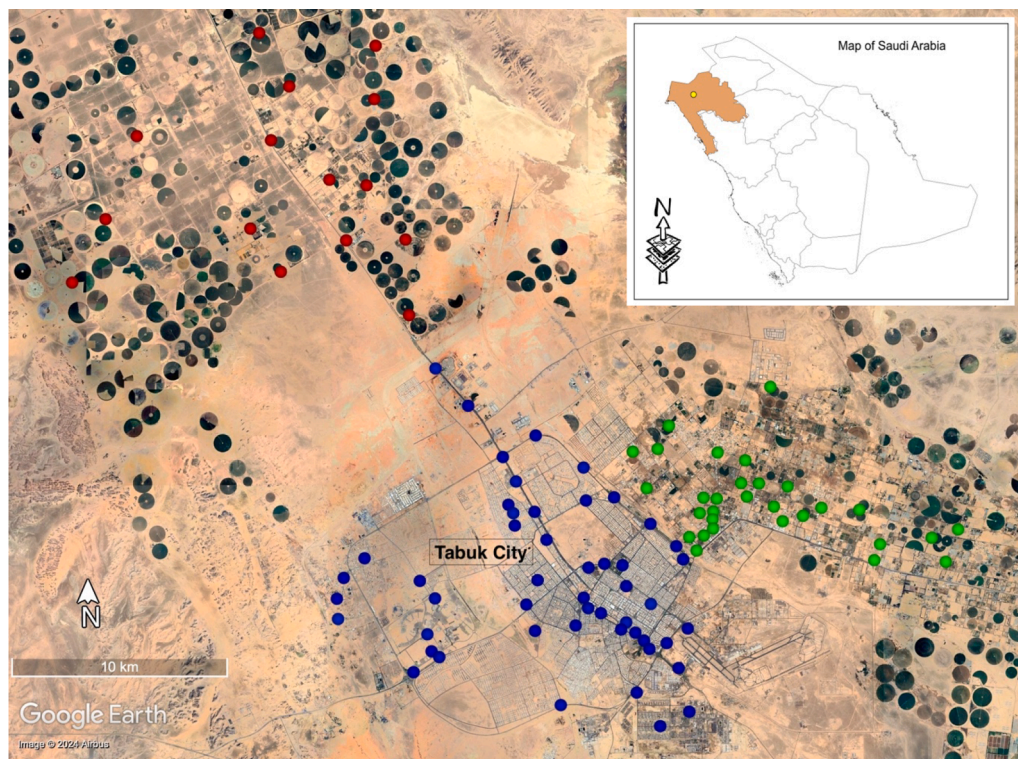 Map of Saudi Arabia
N
Tabuk City
N
10 km
Google Earth
Image © 2024 Airbus